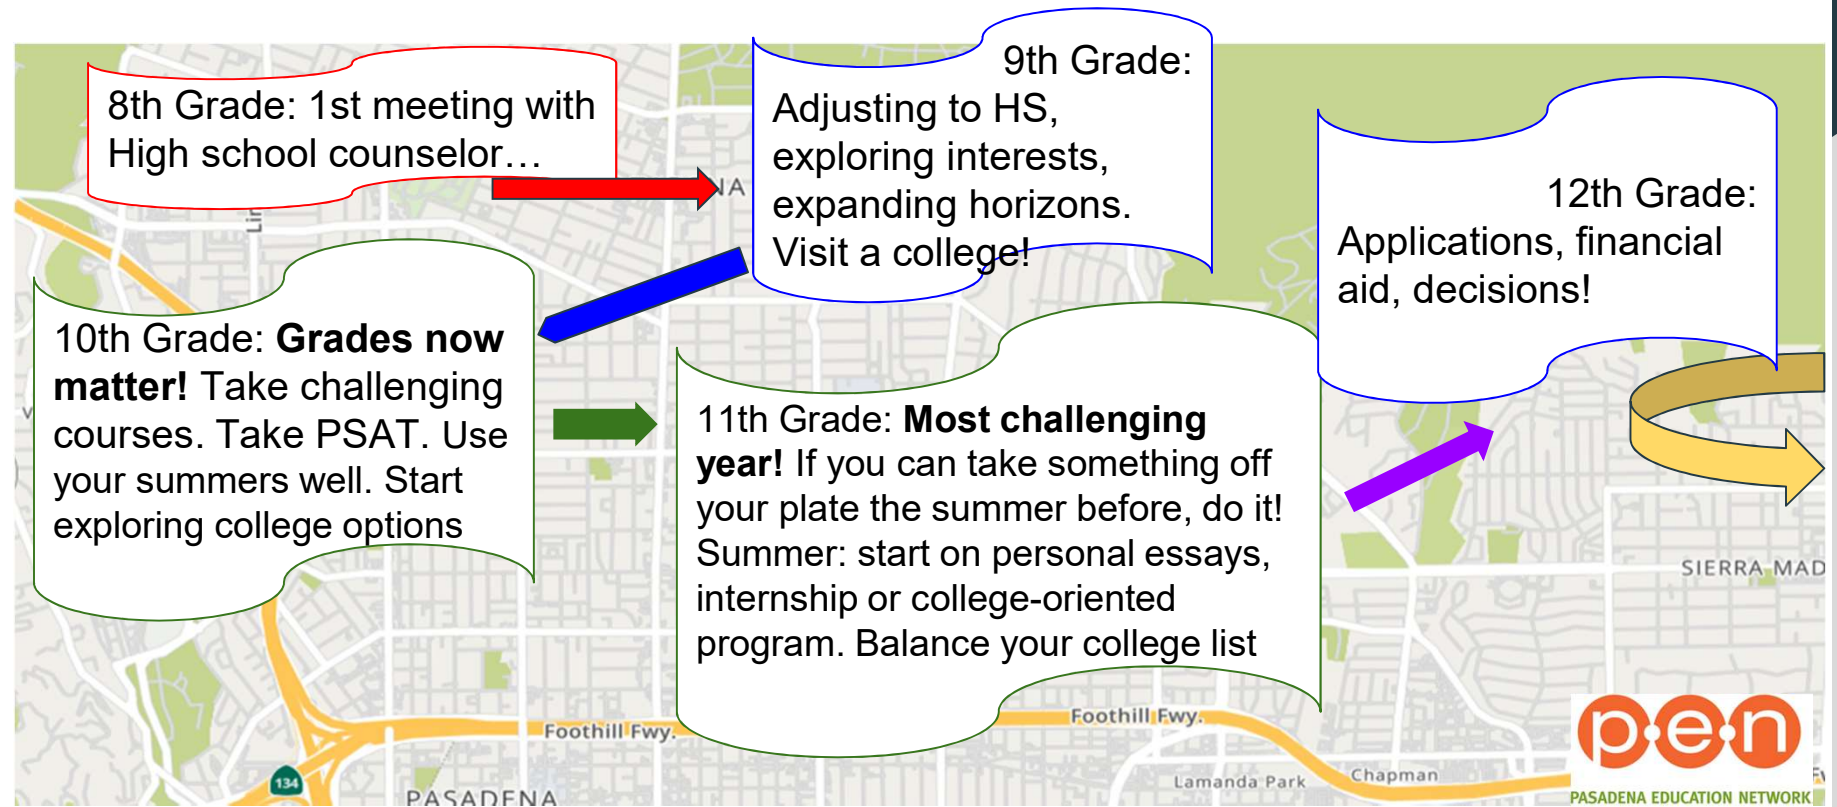 8th Grade: 1st meeting with
High school counselor…
9th Grade:
Adjusting to HS,
exploring interests,
expanding horizons.
Visit a college!
10th Grade: Grades now
matter! Take challenging
courses. Take PSAT. Use
your summers well. Start
exploring college options
11th Grade: Most challenging
year! If you can take something off
your plate the summer before, do it!
Summer: start on personal essays,
internship or college-oriented
program. Balance your college list
12th Grade:
Applications, financial
aid, decisions!
NA
Lin
SIERRA MAD
Foothill Fwy.
Foothill Fwy.
134
PASADENA
Lamanda Park
Chapman
p·e·n
PASADENA EDUCATION NETWORK